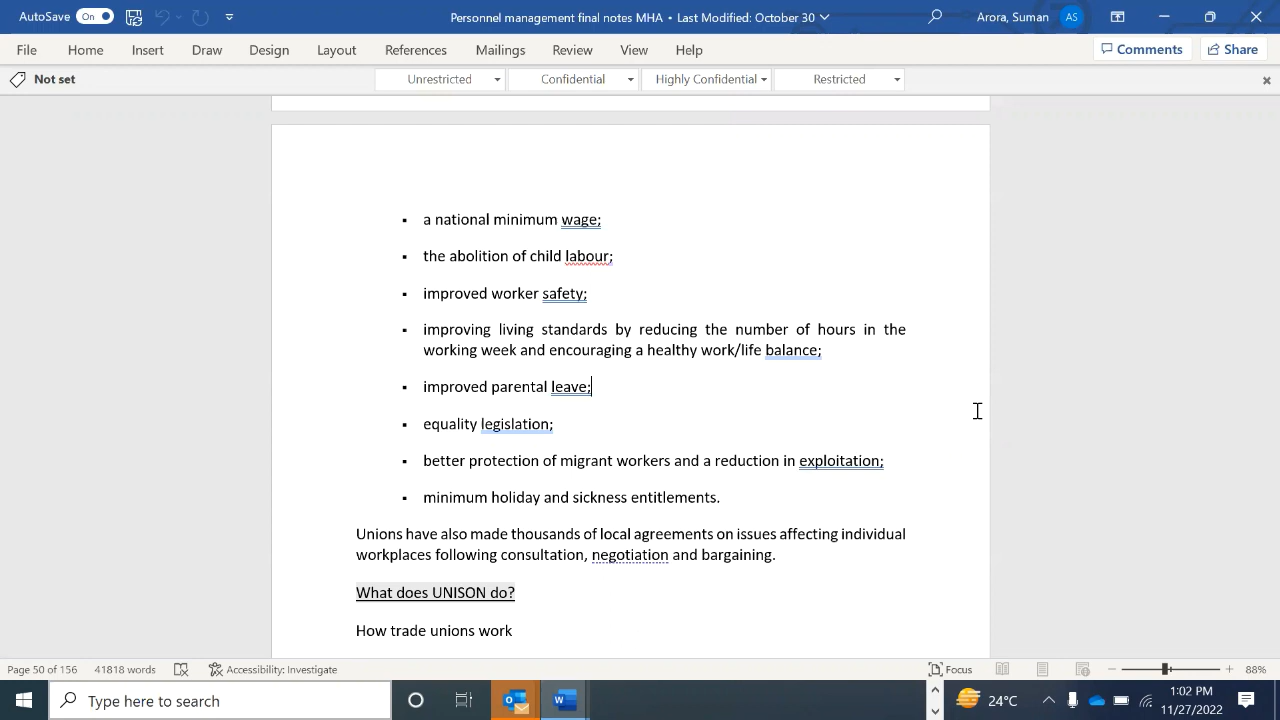 AutoSave On Personnel management final notes MHA • Last Modified: October 30 Arora, Suman AS
File Home Insert Draw Design Layout References Mailings Review View Help Comments Share
Not set Unrestricted Confidential Highly Confidential Restricted
▪ a national minimum wage;
▪ the abolition of child labour;
▪ improved worker safety;
▪ improving living standards by reducing the number of hours in the
working week and encouraging a healthy work/life balance;
▪ improved parental leave;
▪ equality legislation;
▪ better protection of migrant workers and a reduction in exploitation;
▪ minimum holiday and sickness entitlements.
Unions have also made thousands of local agreements on issues affecting individual
workplaces following consultation, negotiation and bargaining.
What does UNISON do?
How trade unions work
Page 50 of 156 41818 words Accessibility: Investigate Focus 88%
Type here to search 24°C 1:02 PM
11/27/2022